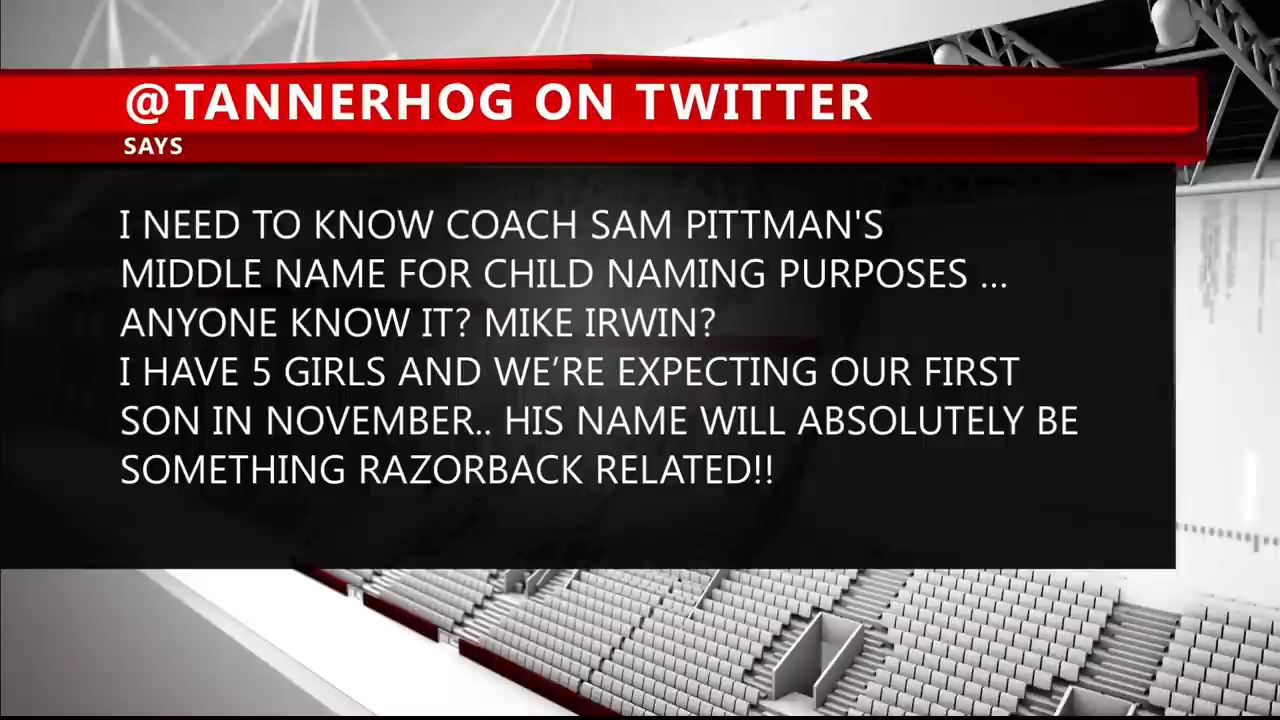 @TANNERHOG ON TWITTER
SAYS
I NEED TO KNOW COACH SAM PITTMAN'S
MIDDLE NAME FOR CHILD NAMING PURPOSES ...
ANYONE KNOW IT? MIKE IRWIN?
I HAVE 5 GIRLS AND WE’RE EXPECTING OUR FIRST
SON IN NOVEMBER.. HIS NAME WILL ABSOLUTELY BE
SOMETHING RAZORBACK RELATED!!